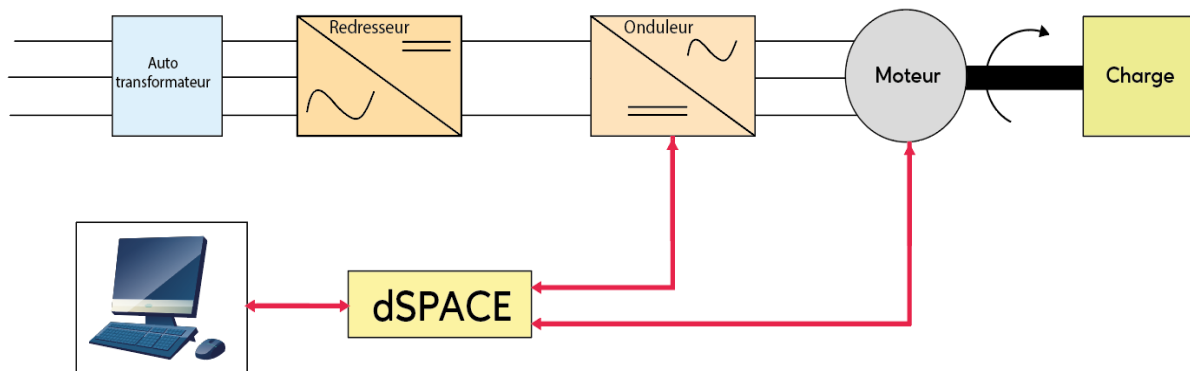 Auto
transformateur
Redresseur
Onduleur
Moteur
Charge
dSPACE